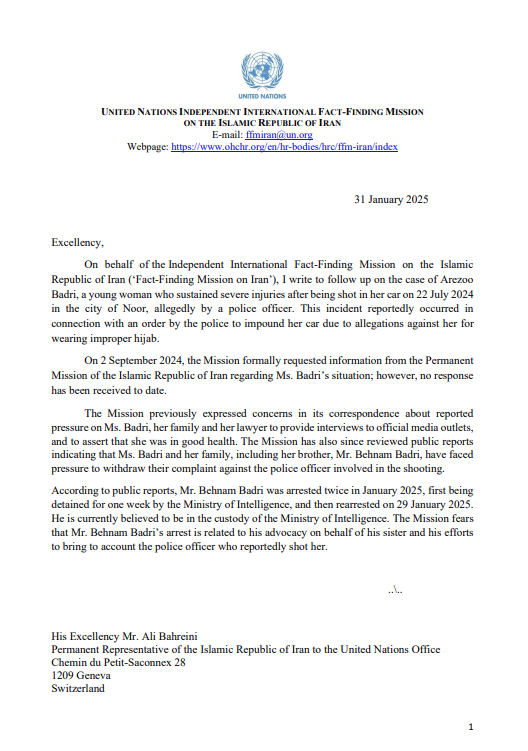 UNITED NATIONS
UNITED NATIONS INDEPENDENT INTERNATIONAL FACT-FINDING MISSION
ON THE ISLAMIC REPUBLIC OF IRAN
E-mail: ffmiran@un.org
Webpage: https://www.ohchr.org/en/hr-bodies/hrc/ffm-iran/index
31 January 2025
Excellency,
On behalf of the Independent International Fact-Finding Mission on the Islamic
Republic of Iran (‘Fact-Finding Mission on Iran’), I write to follow up on the case of Arezoo
Badri, a young woman who sustained severe injuries after being shot in her car on 22 July 2024
in the city of Noor, allegedly by a police officer. This incident reportedly occurred in
connection with an order by the police to impound her car due to allegations against her for
wearing improper hijab.
On 2 September 2024, the Mission formally requested information from the Permanent
Mission of the Islamic Republic of Iran regarding Ms. Badri’s situation; however, no response
has been received to date.
The Mission previously expressed concerns in its correspondence about reported
pressure on Ms. Badri, her family and her lawyer to provide interviews to official media outlets,
and to assert that she was in good health. The Mission has also since reviewed public reports
indicating that Ms. Badri and her family, including her brother, Mr. Behnam Badri, have faced
pressure to withdraw their complaint against the police officer involved in the shooting.
According to public reports, Mr. Behnam Badri was arrested twice in January 2025, first being
detained for one week by the Ministry of Intelligence, and then rearrested on 29 January 2025.
He is currently believed to be in the custody of the Ministry of Intelligence. The Mission fears
that Mr. Behnam Badri’s arrest is related to his advocacy on behalf of his sister and his efforts
to bring to account the police officer who reportedly shot her.
..\..
His Excellency Mr. Ali Bahreini
Permanent Representative of the Islamic Republic of Iran to the United Nations Office
Chemin du Petit-Saconnex 28
1209 Geneva
Switzerland
1